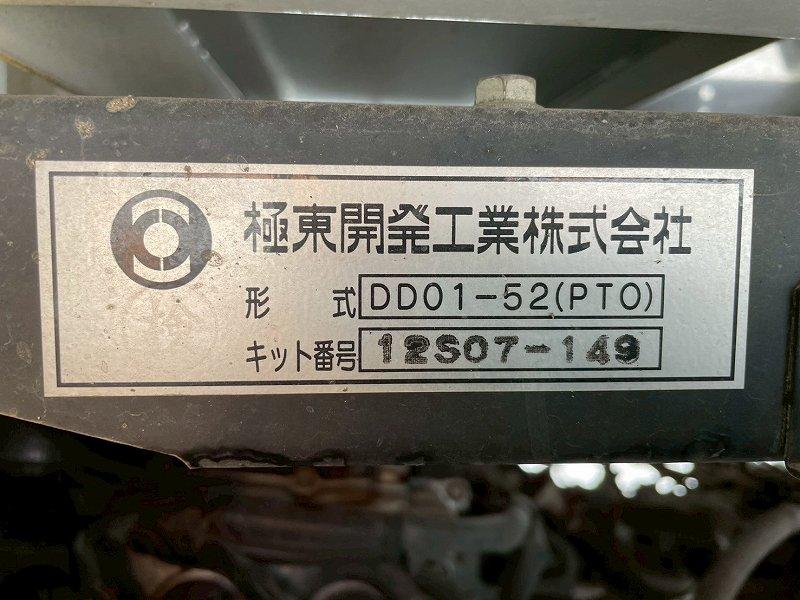 極東開発工業株式会社
形 式 DD01-52(PTO)
キット番号 12S07-149